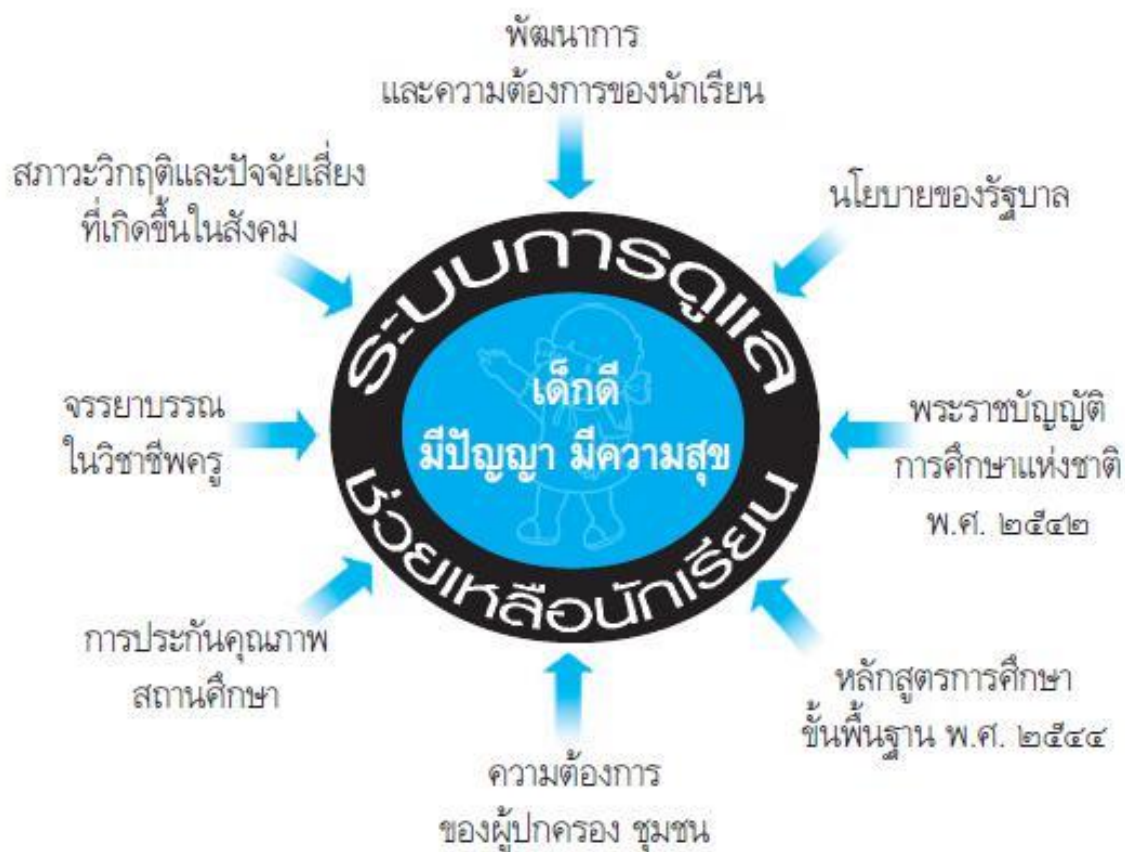 พัฒนาการ
และความต้องการของนักเรียน
สภาวะวิกฤติและปัจจัยเสี่ยง
ที่เกิดขึ้นในสังคม
นโยบายของรัฐบาล
ระบบการดูแล
เด็กดี
มีปัญญา มีความสุข
ช่วยเหลือนักเรียน
จรรยาบรรณ
ในวิชาชีพครู
พระราชบัญญัติ
การศึกษาแห่งชาติ
พ.ศ. ๒๕๔๒
การประกันคุณภาพ
สถานศึกษา
หลักสูตรการศึกษา
ขั้นพื้นฐาน พ.ศ. ๒๕๔๔
ความต้องการ
ของผู้ปกครอง ชุมชน